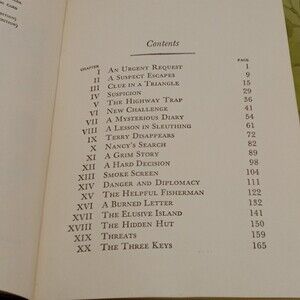 Contents
CHAPTER PAGE
I AN URGENT REQUEST 1
II A SUSPECT ESCAPES 9
III CLUE IN A TRIANGLE 15
IV SUSPICION 29
V THE HIGHWAY TRAP 36
VI NEW CHALLENGE 41
VII A MYSTERIOUS DIARY 54
VIII A LESSON IN SLEUTHING 61
IX TERRY DISAPPEARS 72
X NANCY'S SEARCH 82
XI A GRIM STORY 89
XII A HARD DECISION 98
XIII SMOKE SCREEN 104
XIV DANGER AND DIPLOMACY 111
XV THE HELPFUL FISHERMAN 122
XVI A BURNED LETTER 132
XVII THE ELUSIVE ISLAND 141
XVIII THE HIDDEN HUT 150
XIX THREATS 159
XX THE THREE KEYS 165